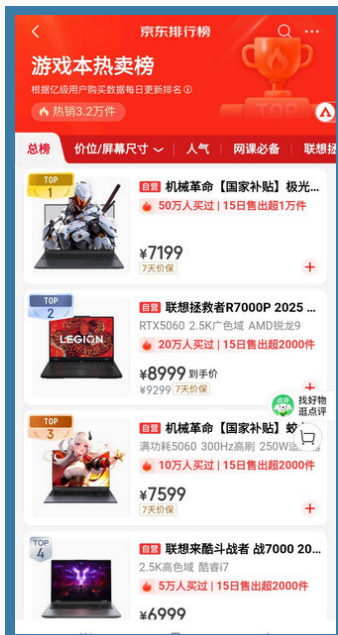 京东排行榜
游戏本热卖榜
根据亿级用户购买数据每日更新排名
热销3.2万件
TOP
总榜 价位/屏幕尺寸 人气 网课必备 联想拯
TOP
1
自营 机械革命【国家补贴】极光...
50万人买过 | 15日售出超1万件
¥7199
7天价保
TOP
2
LEGION
自营 联想拯救者R7000P 2025 ...
RTX5060 2.5K广色域 AMD锐龙9
20万人买过 | 15日售出超2000件
¥8999 到手价
¥9299 7天价保
点评
找好物
逛点评
TOP
3
自营 机械革命【国家补贴】蛟
满功耗5060 300Hz高刷 250W
10万人买过 | 15日售出超2000件
¥7599
7天价保
TOP
4
自营 联想来酷斗战者 战7000 20...
2.5K高色域 酷睿i7
5万人买过 | 15日售出超2000件
¥6999